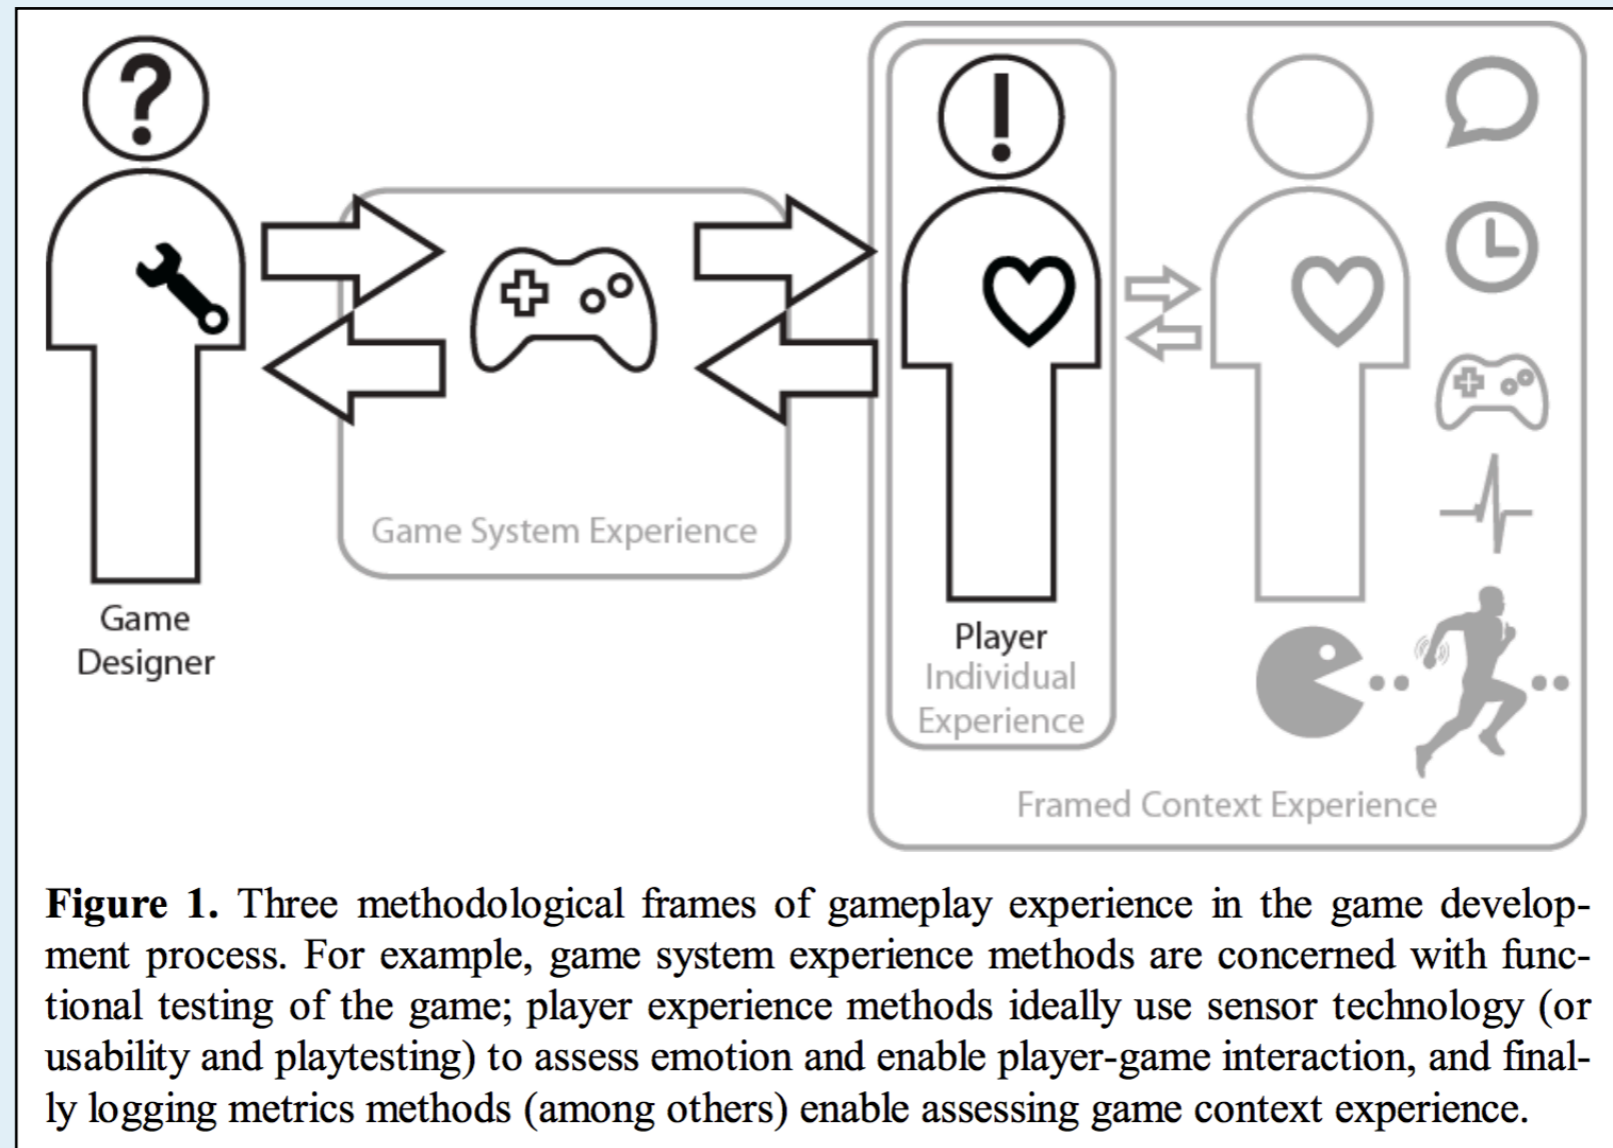 ?
!
Game System Experience
Game
Designer
Player
Individual
Experience
Framed Context Experience
Figure 1. Three methodological frames of gameplay experience in the game develop-
ment process. For example, game system experience methods are concerned with func-
tional testing of the game; player experience methods ideally use sensor technology (or
usability and playtesting) to assess emotion and enable player-game interaction, and final-
ly logging metrics methods (among others) enable assessing game context experience.